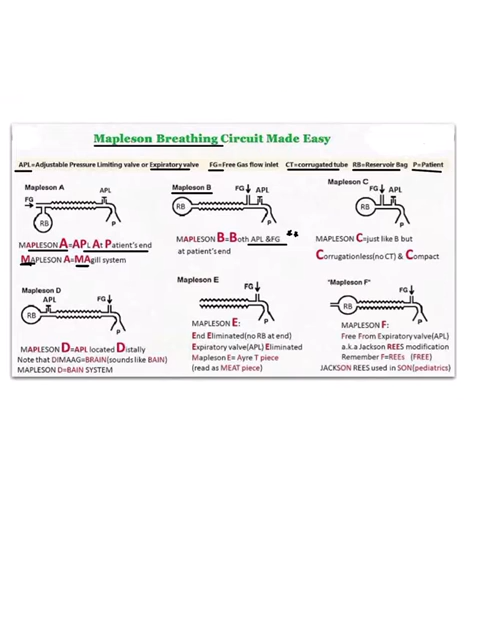 Mapleson Breathing Circuit Made Easy
APL=Adjustable Pressure Limiting valve or Expiratory valve FG=Free Gas flow inlet CT=corrugated tube RB=Reservoir Bag P=Patient
Mapleson A
APL
FG
RB
P
MAPLESON A=APL At Patient's end
MAPLESON A=MAgill system
Mapleson B
FG APL
RB
P
MAPLESON B=Both APL &FG
at patient's end
Mapleson C
FG APL
RB
P
MAPLESON C=just like B but
Corrugationless(no CT) & Compact
Mapleson D
APL
FG
RB
P
MAPLESON D=APL located Distally
Note that DIMAAG=BRAIN(sounds like BAIN)
MAPLESON D=BAIN SYSTEM
Mapleson E
FG
P
MAPLESON E:
End Eliminated(no RB at end)
Expiratory valve(APL) Eliminated
Mapleson E= Ayre T piece
(read as MEAT piece)
"Mapleson F"
FG
RB
P
MAPLESON F:
Free From Expiratory valve(APL)
a.k.a Jackson REES modification
Remember F=REEs (FREE)
JACKSON REES used in SON(pediatrics)